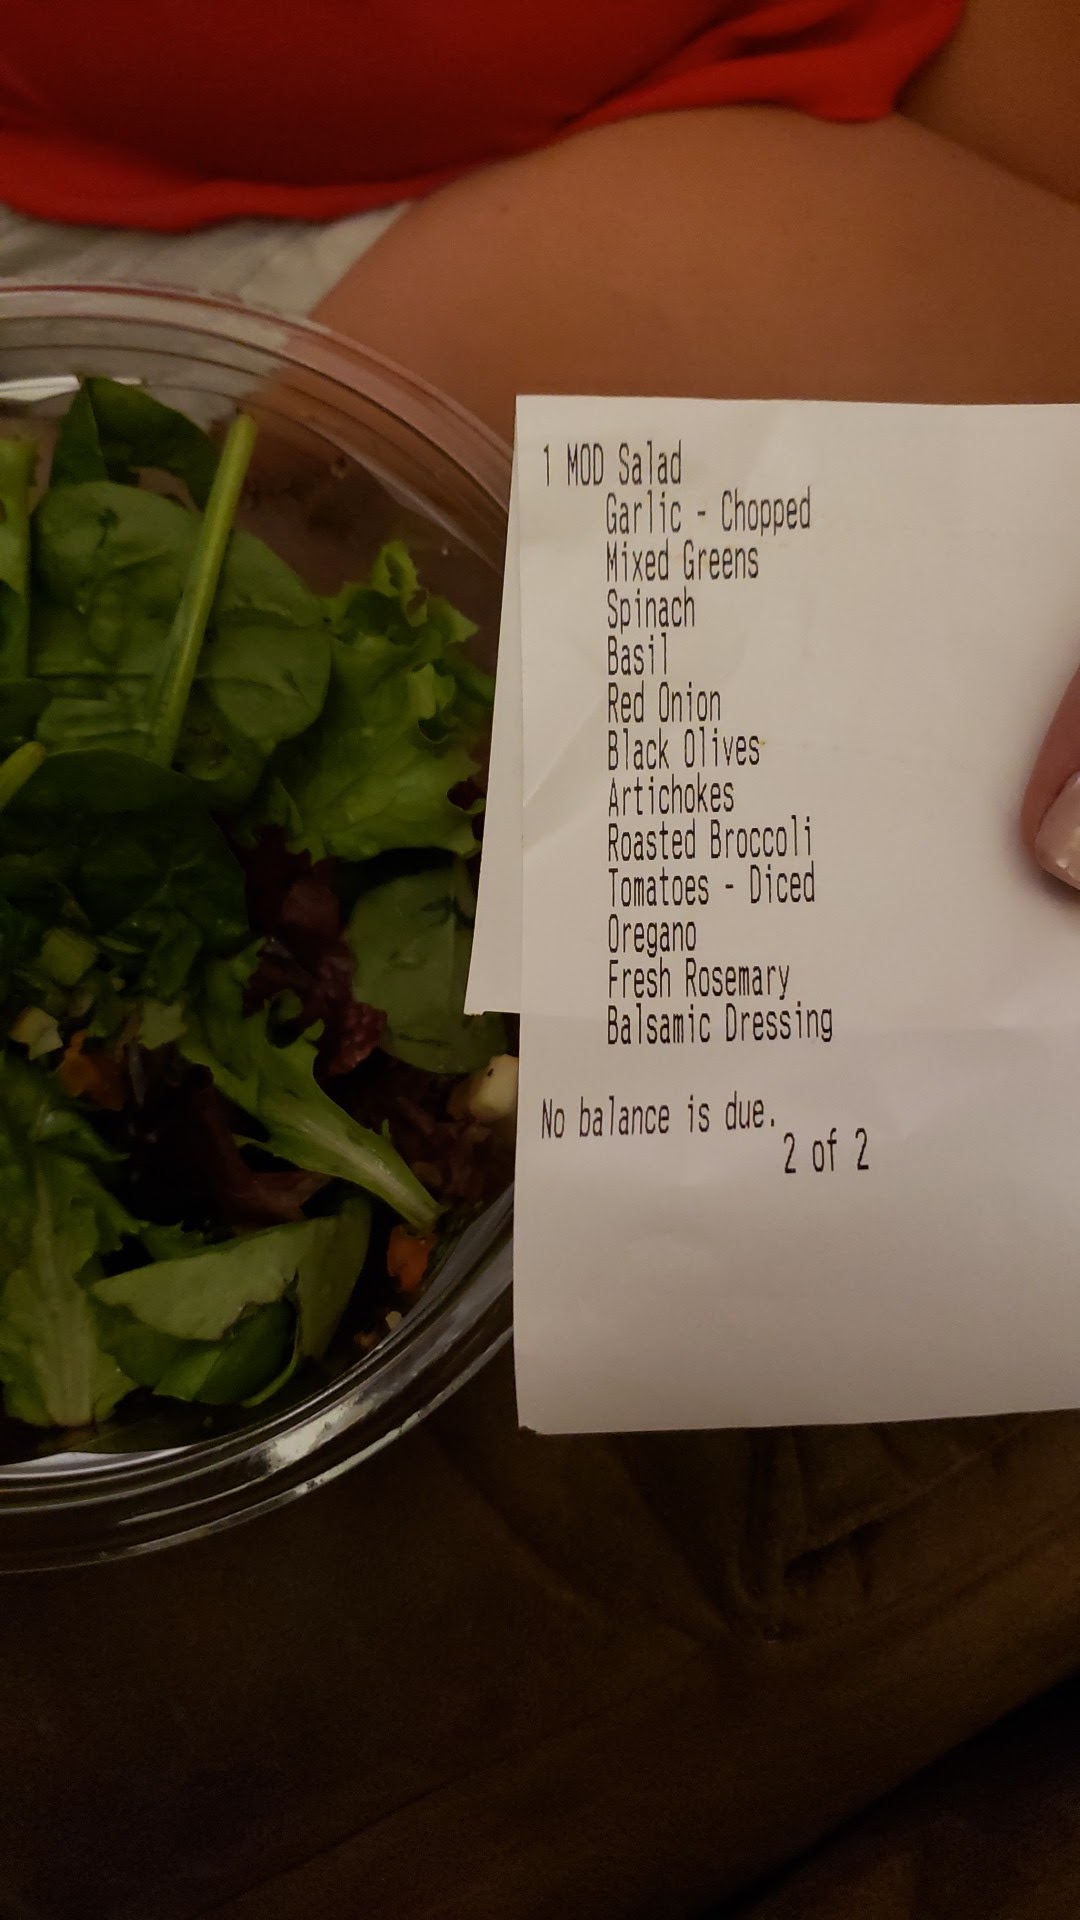 1 MOD Salad
Garlic - Chopped
Mixed Greens
Spinach
Basil
Red Onion
Black Olives
Artichokes
Roasted Broccoli
Tomatoes - Diced
Oregano
Fresh Rosemary
Balsamic Dressing
No balance is due.
2 of 2